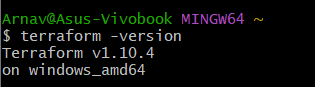 Arnav@Asus-Vivobook MINGW64 ~
$ terraform -version
Terraform v1.10.4
on windows_amd64